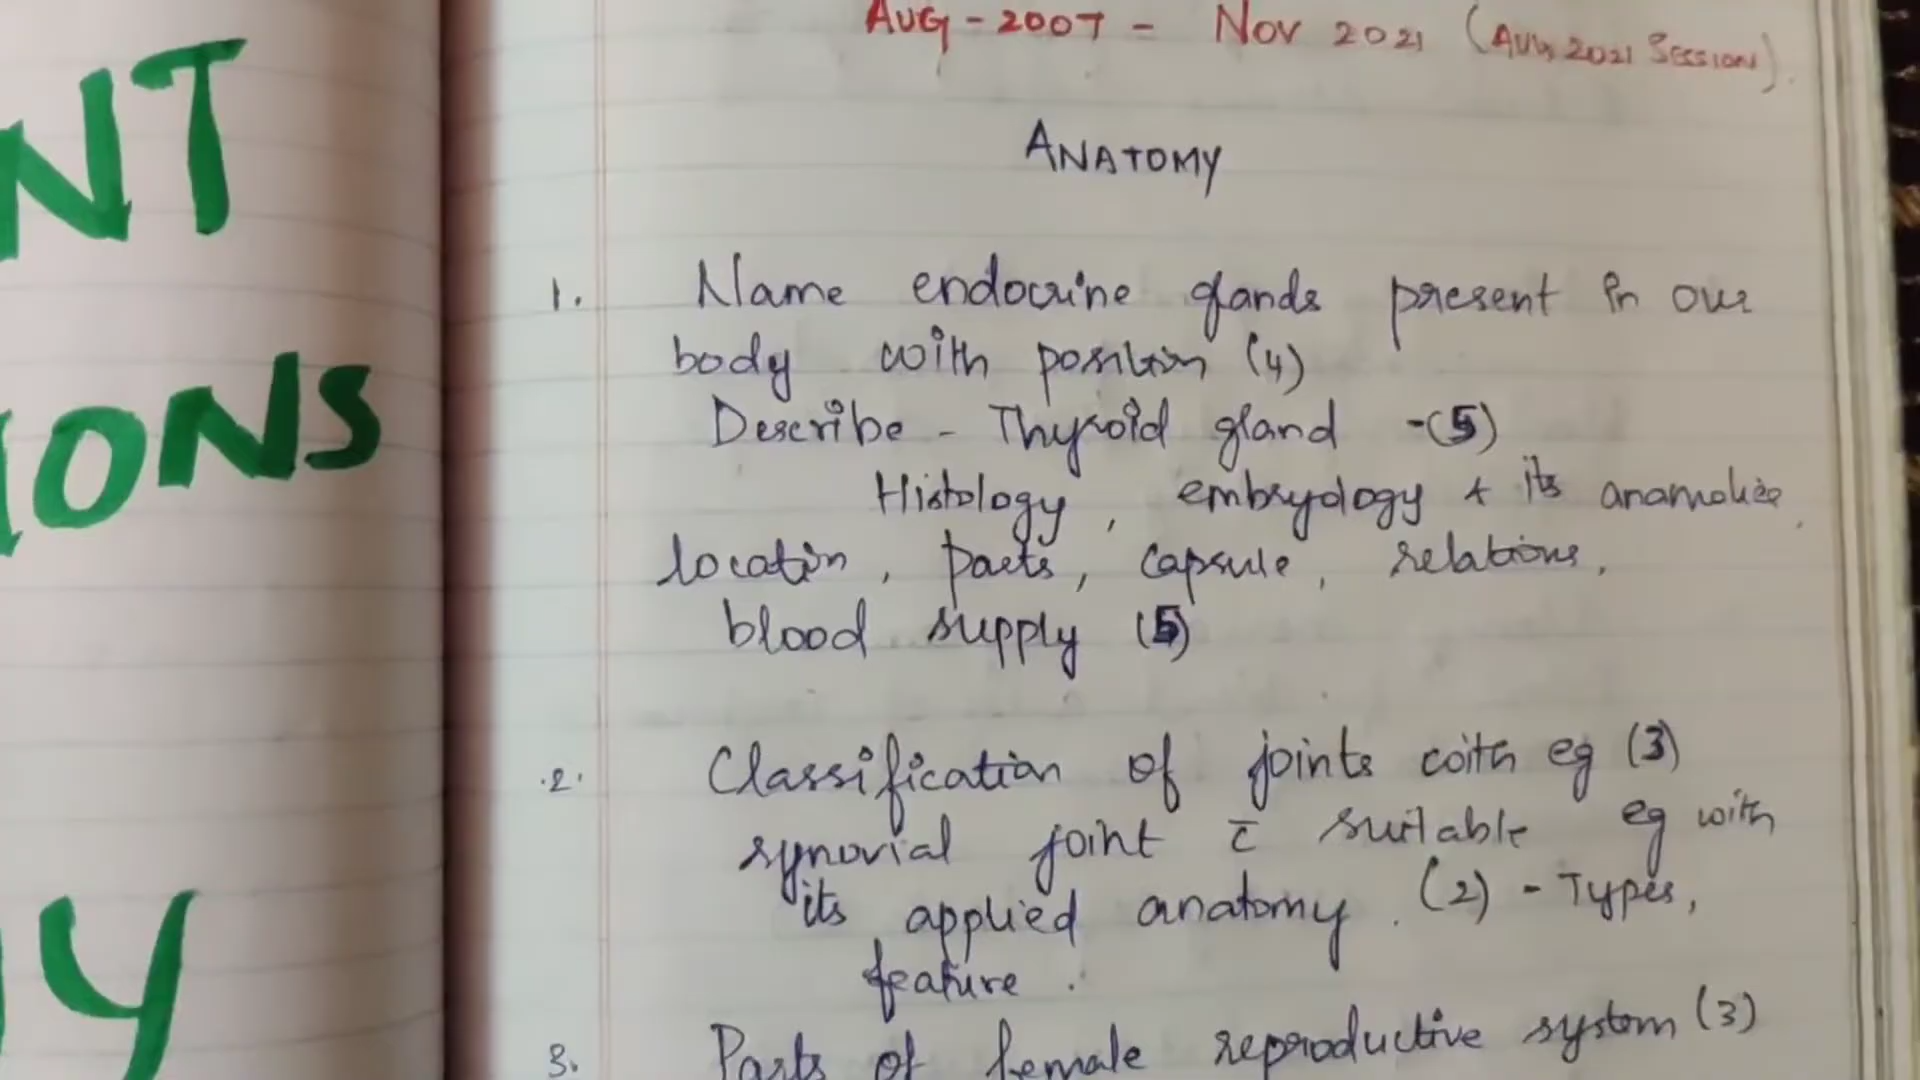 NT
IONS
Y
AUG - 2007 - Nov 2021 (AUG 2021 SESSION).
ANATOMY
1. Name endocrine glands present in our
body with position (4)
Describe - Thyroid gland -(5)
Histology, embryology & its anamolies,
location, parts, capsule, relations,
blood supply (5)
2. Classification of joints with eg (3)
synovial joint c̄ suitable eg with
its applied anatomy. (2) - Types,
feature.
3. Parts of female reproductive system (3)